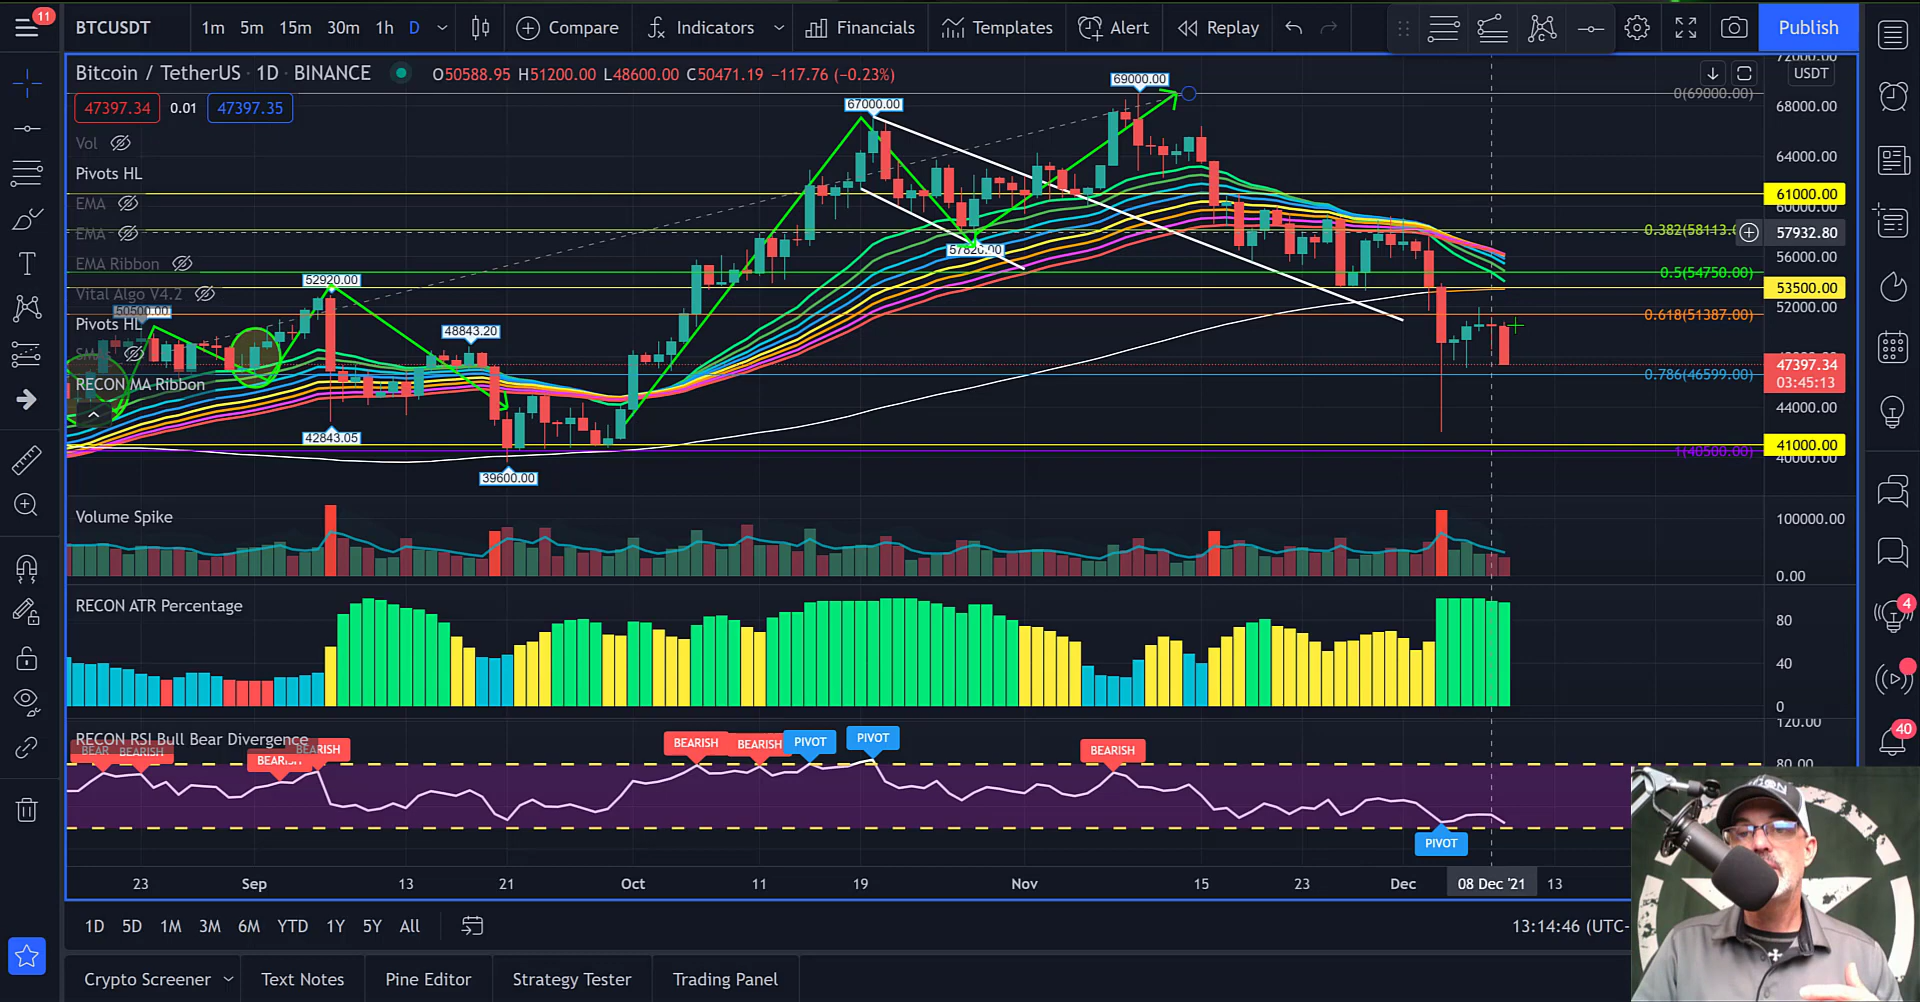 11
BTCUSDT
1m 5m 15m 30m 1h D
Compare
Indicators
Financials
Templates
Alert
Replay
Publish
Bitcoin / TetherUS · 1D · BINANCE
O50588.95 H51200.00 L48600.00 C50471.19 −117.76 (−0.23%)
USDT
47397.34 0.01 47397.35
Vol
Pivots HL
EMA
EMA
EMA Ribbon
Vital Algo V4.2
Pivots HL
RECON MA Ribbon
50500.00
52920.00
42843.05
48843.20
39600.00
67000.00
57820.00
69000.00
0(69000.00)
0.382(58113.
0.5(54750.00)
0.618(51387.00)
0.786(46599.00)
1(40500.00)
72000.00
68000.00
64000.00
61000.00
60000.00
57932.80
56000.00
53500.00
52000.00
47397.34
03:45:13
44000.00
41000.00
40000.00
Volume Spike
100000.00
0.00
RECON ATR Percentage
80
40
0
RECON RSI Bull Bear Divergence
120.00
80.00
BEAR
BEARISH
BEARISH
BEARISH
BEARISH
BEARISH
PIVOT
PIVOT
BEARISH
PIVOT
23 Sep 13 21 Oct 11 19 Nov 15 23 Dec 08 Dec '21 13
1D 5D 1M 3M 6M YTD 1Y 5Y All
13:14:46 (UTC-
Crypto Screener
Text Notes
Pine Editor
Strategy Tester
Trading Panel
4
40